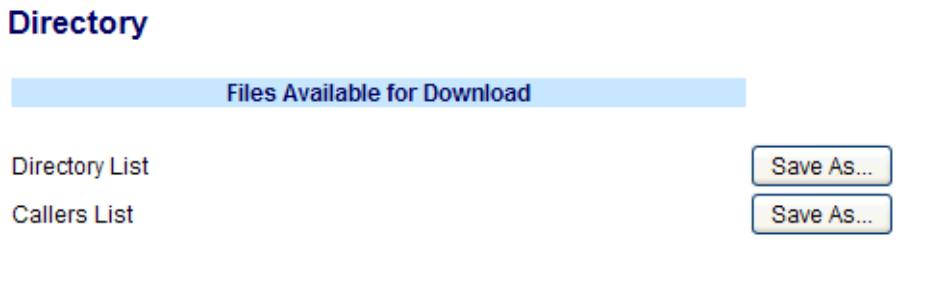 Directory
Files Available for Download
Directory List Save As...
Callers List Save As...